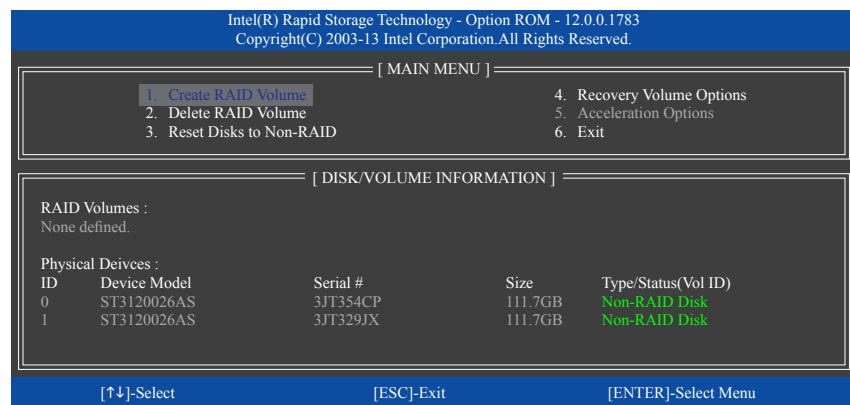 Intel(R) Rapid Storage Technology - Option ROM - 12.0.0.1783
Copyright(C) 2003-13 Intel Corporation.All Rights Reserved.
[ MAIN MENU ]
1. Create RAID Volume
2. Delete RAID Volume
3. Reset Disks to Non-RAID
4. Recovery Volume Options
5. Acceleration Options
6. Exit
[ DISK/VOLUME INFORMATION ]
RAID Volumes :
None defined.
Physical Deivces :
ID Device Model Serial # Size Type/Status(Vol ID)
0 ST3120026AS 3JT354CP 111.7GB Non-RAID Disk
1 ST3120026AS 3JT329JX 111.7GB Non-RAID Disk
[↑↓]-Select [ESC]-Exit [ENTER]-Select Menu